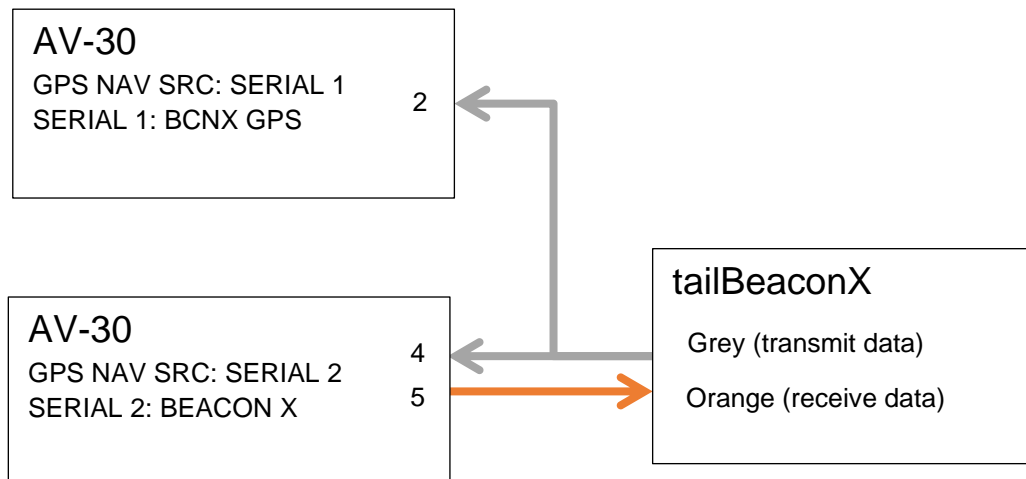 AV-30
GPS NAV SRC: SERIAL 1
SERIAL 1: BCNX GPS
2
AV-30
GPS NAV SRC: SERIAL 2
SERIAL 2: BEACON X
4
5
tailBeaconX
Grey (transmit data)
Orange (receive data)